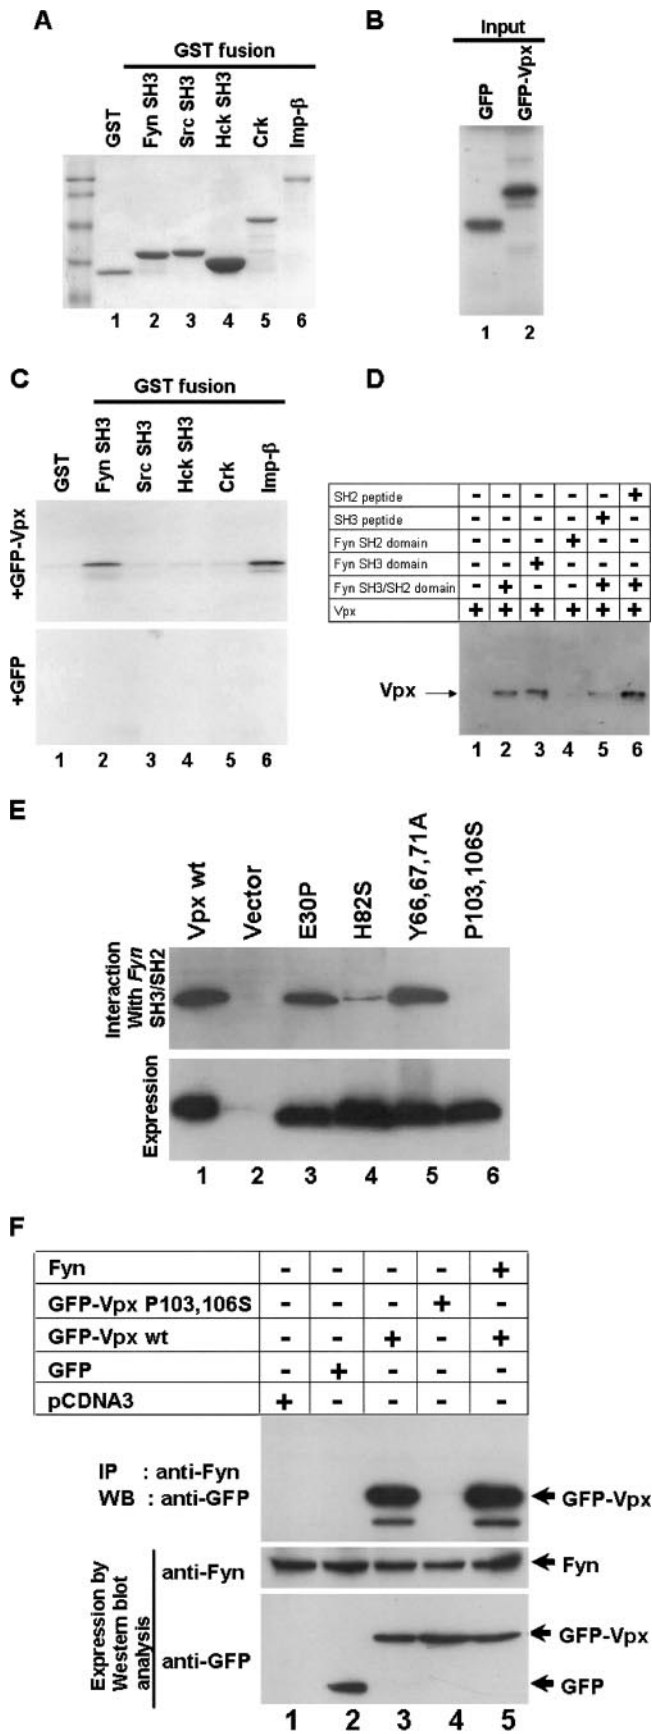 A
GST fusion
GST
Fyn SH3
Src SH3
Hck SH3
Crk
Imp-β
1 2 3 4 5 6
B
Input
GFP
GFP-Vpx
1 2
C
GST fusion
GST
Fyn SH3
Src SH3
Hck SH3
Crk
Imp-β
+GFP-Vpx
+GFP
1 2 3 4 5 6
D
SH2 peptide - - - - - +
SH3 peptide - - - - + -
Fyn SH2 domain - - - + - -
Fyn SH3 domain - - + - - -
Fyn SH3/SH2 domain - + - - + +
Vpx + + + + + +
Vpx
1 2 3 4 5 6
E
Vpx wt
Vector
E30P
H82S
Y66,67,71A
P103,106S
Interaction
With Fyn
SH3/SH2
Expression
1 2 3 4 5 6
F
Fyn - - - - +
GFP-Vpx P103,106S - - - + -
GFP-Vpx wt - - + - +
GFP - + - - -
pCDNA3 + - - - -
IP : anti-Fyn
WB : anti-GFP
GFP-Vpx
Expression by
Western blot
analysis
anti-Fyn
Fyn
anti-GFP
GFP-Vpx
GFP
1 2 3 4 5